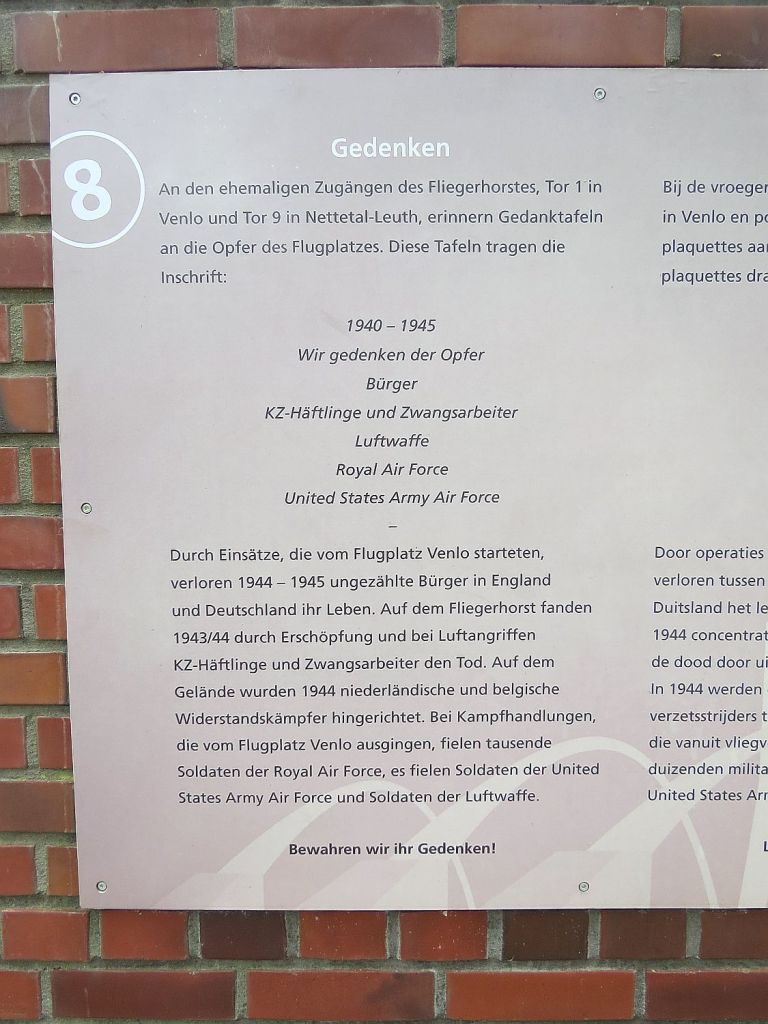 8
Gedenken
An den ehemaligen Zugängen des Fliegerhorstes, Tor 1 in
Venlo und Tor 9 in Nettetal-Leuth, erinnern Gedanktafeln
an die Opfer des Flugplatzes. Diese Tafeln tragen die
Inschrift:
1940 – 1945
Wir gedenken der Opfer
Bürger
KZ-Häftlinge und Zwangsarbeiter
Luftwaffe
Royal Air Force
United States Army Air Force
–
Durch Einsätze, die vom Flugplatz Venlo starteten,
verloren 1944 – 1945 ungezählte Bürger in England
und Deutschland ihr Leben. Auf dem Fliegerhorst fanden
1943/44 durch Erschöpfung und bei Luftangriffen
KZ-Häftlinge und Zwangsarbeiter den Tod. Auf dem
Gelände wurden 1944 niederländische und belgische
Widerstandskämpfer hingerichtet. Bei Kampfhandlungen,
die vom Flugplatz Venlo ausgingen, fielen tausende
Soldaten der Royal Air Force, es fielen Soldaten der United
States Army Air Force und Soldaten der Luftwaffe.
Bewahren wir ihr Gedenken!
Bij de
in Venlo en
plaquettes
plaquettes
Door operaties
verloren tussen
Duitsland het
1944
de dood door
In 1944 werden
verzetsstrijders
die vanuit
duizenden
United States